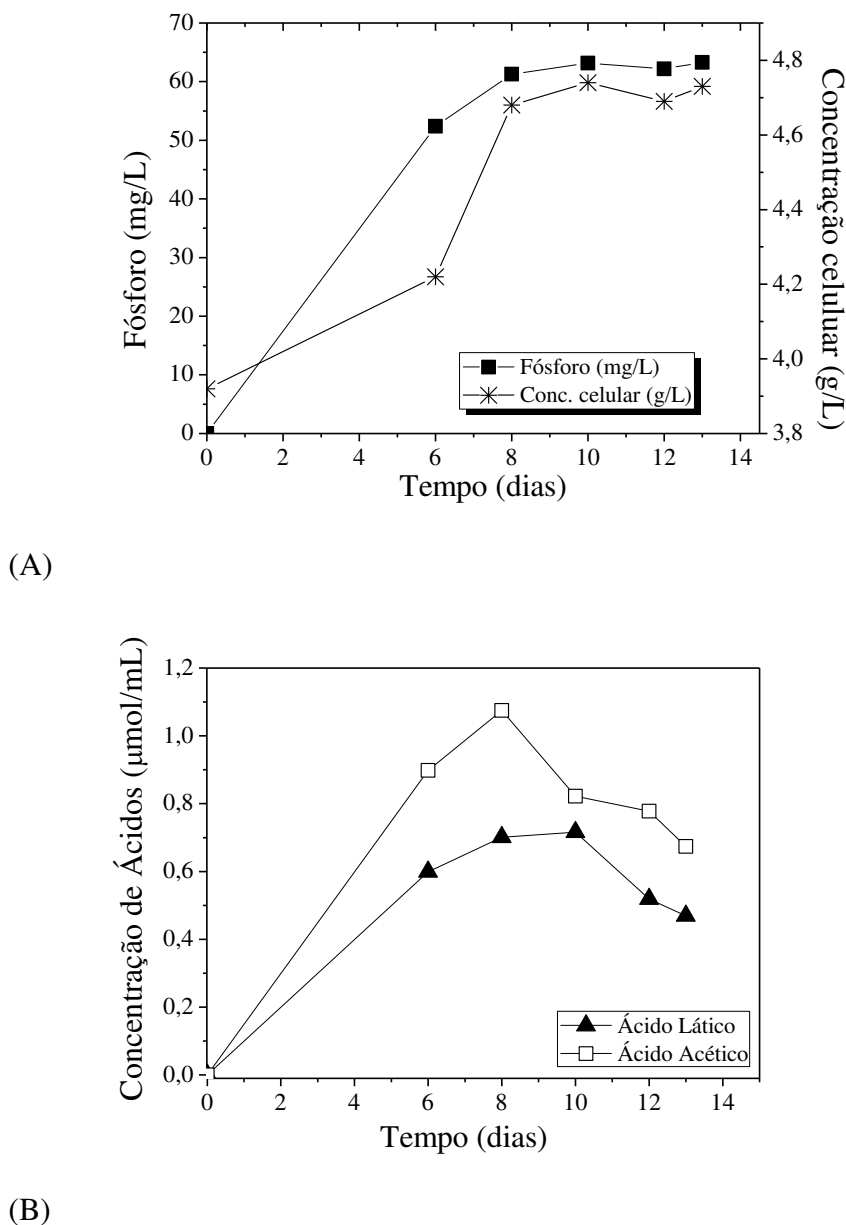 70
60
50
40
30
20
10
0
Fósforo (mg/L)
4,8
4,6
4,4
4,2
4,0
3,8
Concentração celuluar (g/L)
Fósforo (mg/L)
Conc. celular (g/L)
0 2 4 6 8 10 12 14
Tempo (dias)
(A)
1,2
1,0
0,8
0,6
0,4
0,2
0,0
Concentração de Ácidos (μmol/mL)
Ácido Lático
Ácido Acético
0 2 4 6 8 10 12 14
Tempo (dias)
(B)